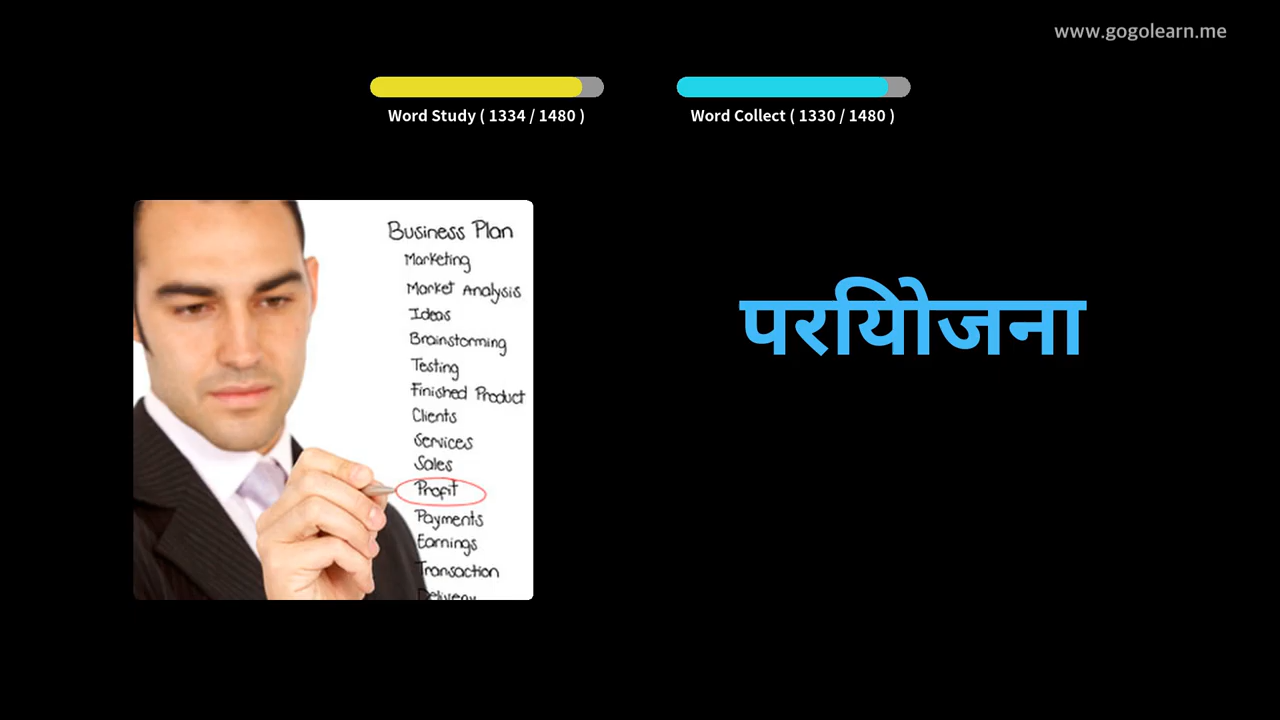 www.gogolearn.me
Word Study ( 1334 / 1480 )
Word Collect ( 1330 / 1480 )
Business Plan
Marketing
Market Analysis
Ideas
Brainstorming
Testing
Finished Product
Clients
Services
Sales
Profit
Payments
Earnings
Transaction
Delivery
परियोजना